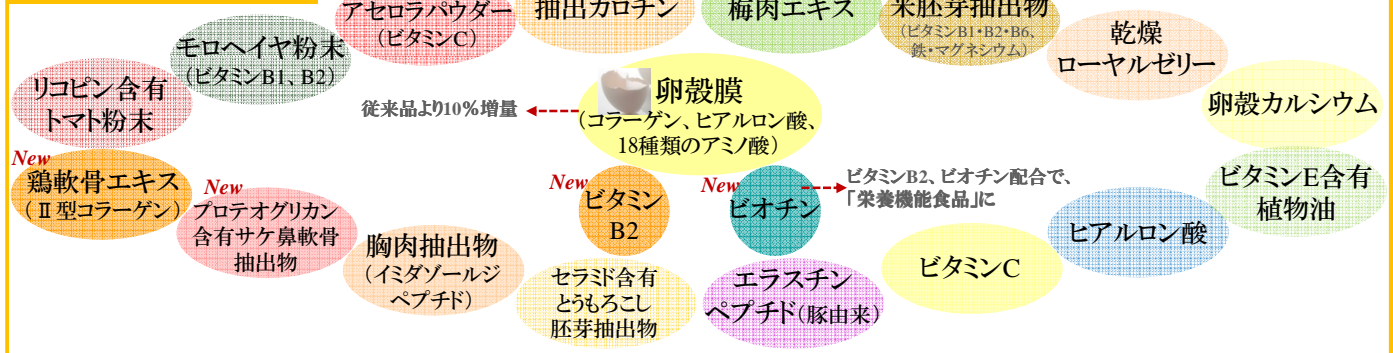 アセロラパウダー
(ビタミンC)
抽出カロチン
梅肉エキス
米胚芽抽出物
(ビタミンB1・B2・B6、
鉄・マグネシウム)
乾燥
ローヤルゼリー
モロヘイヤ粉末
(ビタミンB1、B2)
リコピン含有
トマト粉末
従来品より10%増量
卵殻膜
(コラーゲン、ヒアルロン酸、
18種類のアミノ酸)
卵殻カルシウム
New
鶏軟骨エキス
(Ⅱ型コラーゲン)
New
プロテオグリカン
含有サケ鼻軟骨
抽出物
胸肉抽出物
(イミダゾールジ
ペプチド)
New
ビタミン
B2
New
ビオチン
ビタミンB2、ビオチン配合で、
「栄養機能食品」に
セラミド含有
とうもろこし
胚芽抽出物
エラスチン
ペプチド(豚由来)
ビタミンC
ヒアルロン酸
ビタミンE含有
植物油